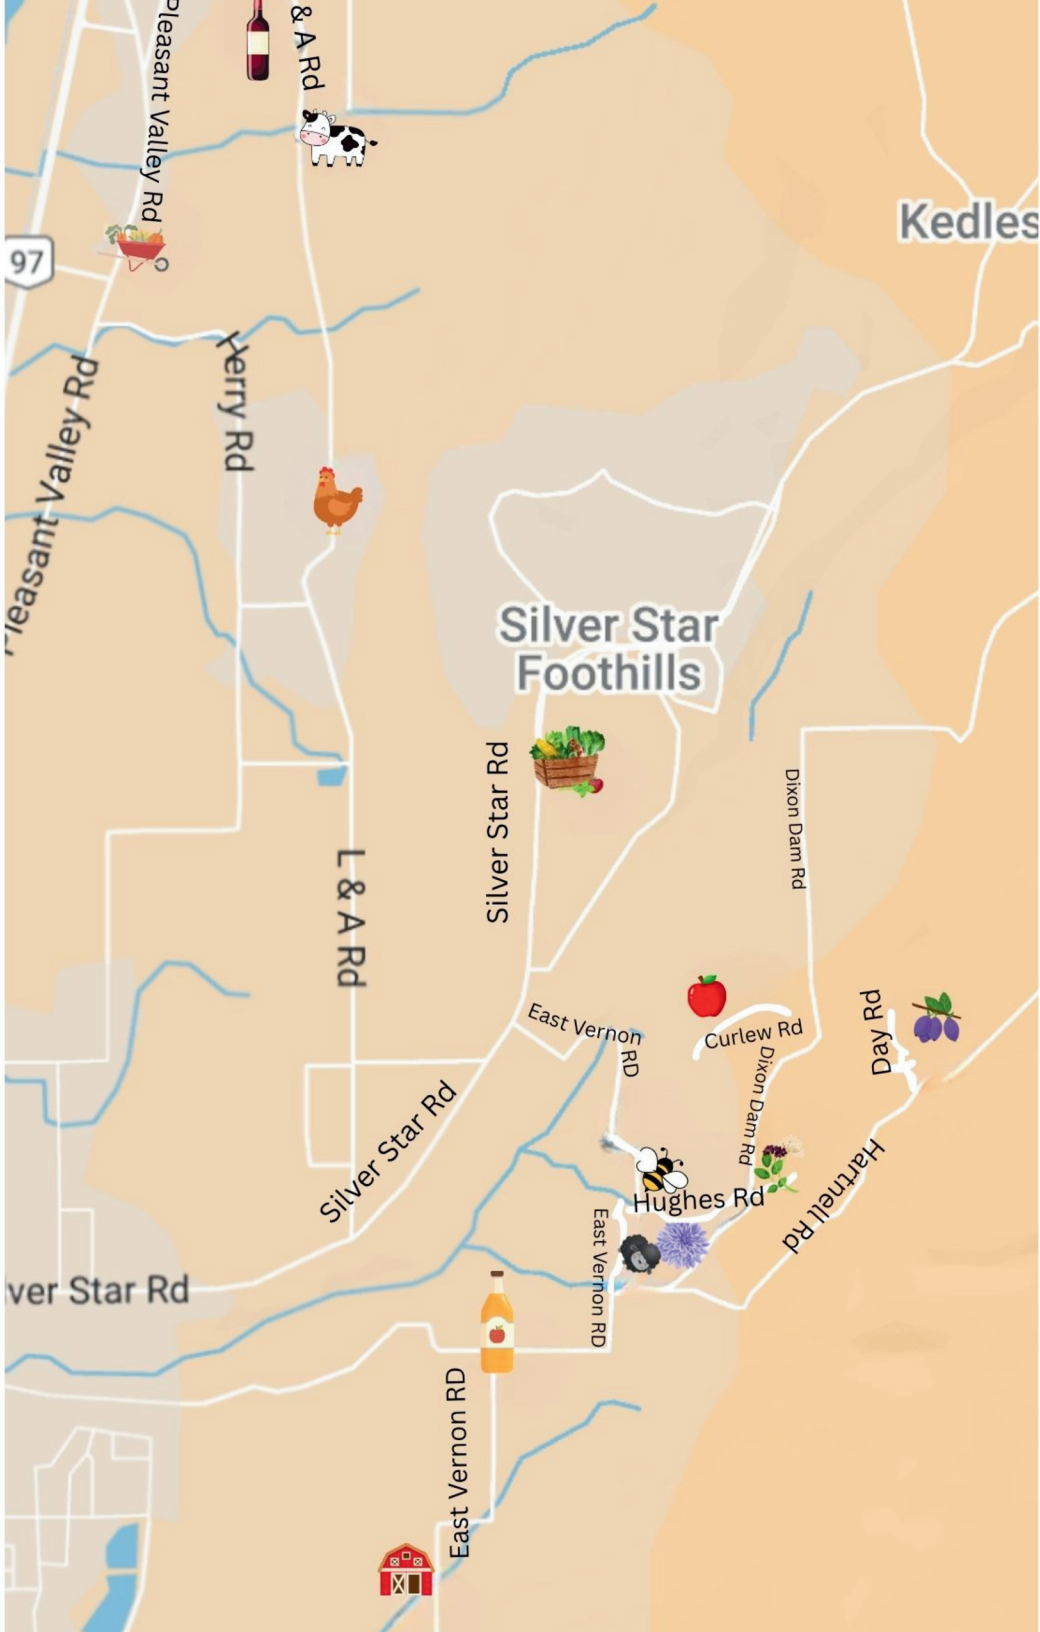 Pleasant Valley Rd
& A Rd
Kedles
97
Herry Rd
Pleasant Valley Rd
Silver Star
Foothills
Silver Star Rd
Dixon Dam Rd
L & A Rd
Day Rd
East Vernon
RD
Curlew Rd
Dixon Dam Rd
Silver Star Rd
Hartnell Rd
Hughes Rd
East Vernon RD
ver Star Rd
East Vernon RD